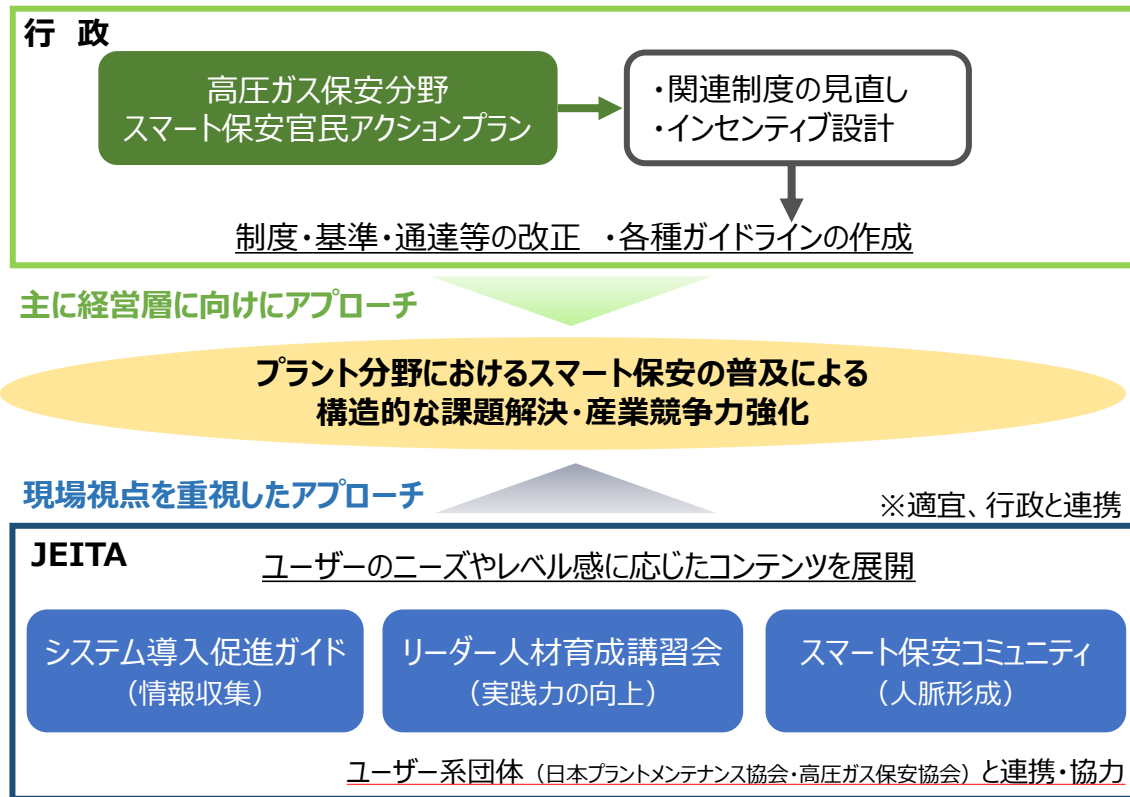 行 政
高圧ガス保安分野
スマート保安官民アクションプラン
・関連制度の見直し
・インセンティブ設計
制度・基準・通達等の改正 ・各種ガイドラインの作成
主に経営層に向けにアプローチ
プラント分野におけるスマート保安の普及による
構造的な課題解決・産業競争力強化
現場視点を重視したアプローチ
※適宜、行政と連携
JEITA
ユーザーのニーズやレベル感に応じたコンテンツを展開
システム導入促進ガイド
（情報収集）
リーダー人材育成講習会
（実践力の向上）
スマート保安コミュニティ
（人脈形成）
ユーザー系団体（日本プラントメンテナンス協会・高圧ガス保安協会）と連携・協力